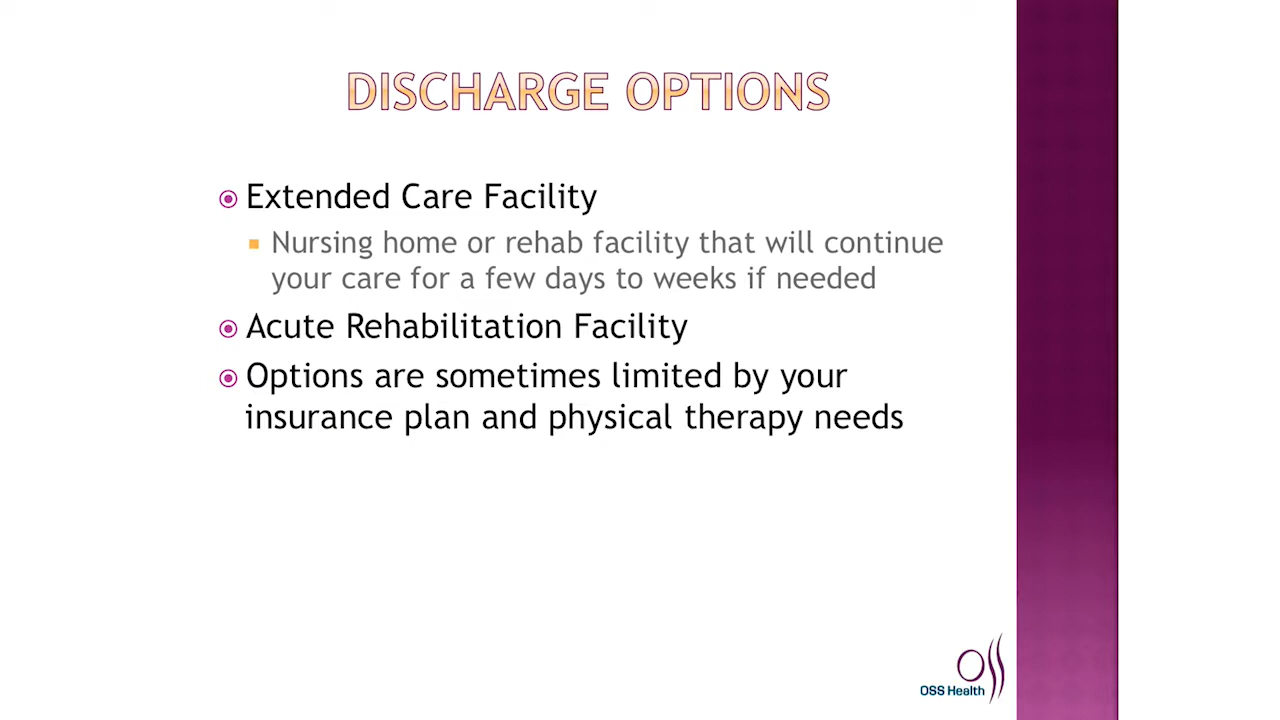 DISCHARGE OPTIONS
Extended Care Facility
Nursing home or rehab facility that will continue
your care for a few days to weeks if needed
Acute Rehabilitation Facility
Options are sometimes limited by your
insurance plan and physical therapy needs
OSS Health